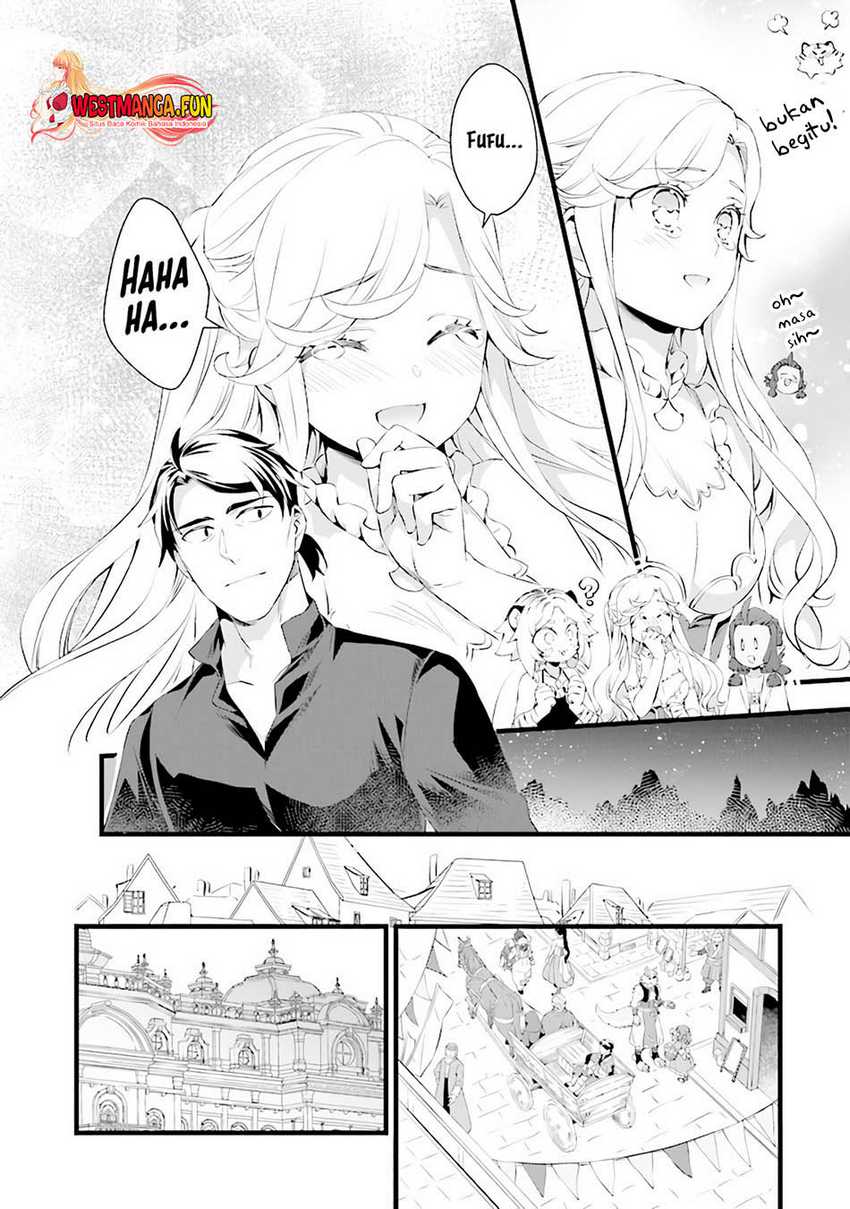 WESTMANGA.FUN
Situs Baca Komik Bahasa Indonesia
bukan
begitu!
FUFU...
oh~
masa
sih~
HAHA
HA...
?